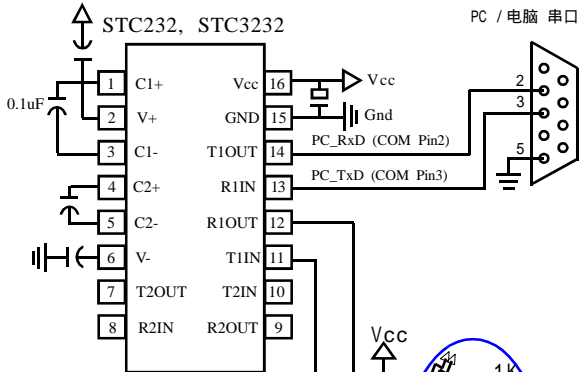 PC / 电脑 串口
STC232, STC3232
0.1uF
1 C1+ Vcc 16 Vcc
2 V+ GND 15 Gnd
3 C1- T1OUT 14 PC_RxD (COM Pin2) 2
4 C2+ R1IN 13 PC_TxD (COM Pin3) 3
5 C2- R1OUT 12 5
6 V- T1IN 11
7 T2OUT T2IN 10
8 R2IN R2OUT 9
Vcc
1K